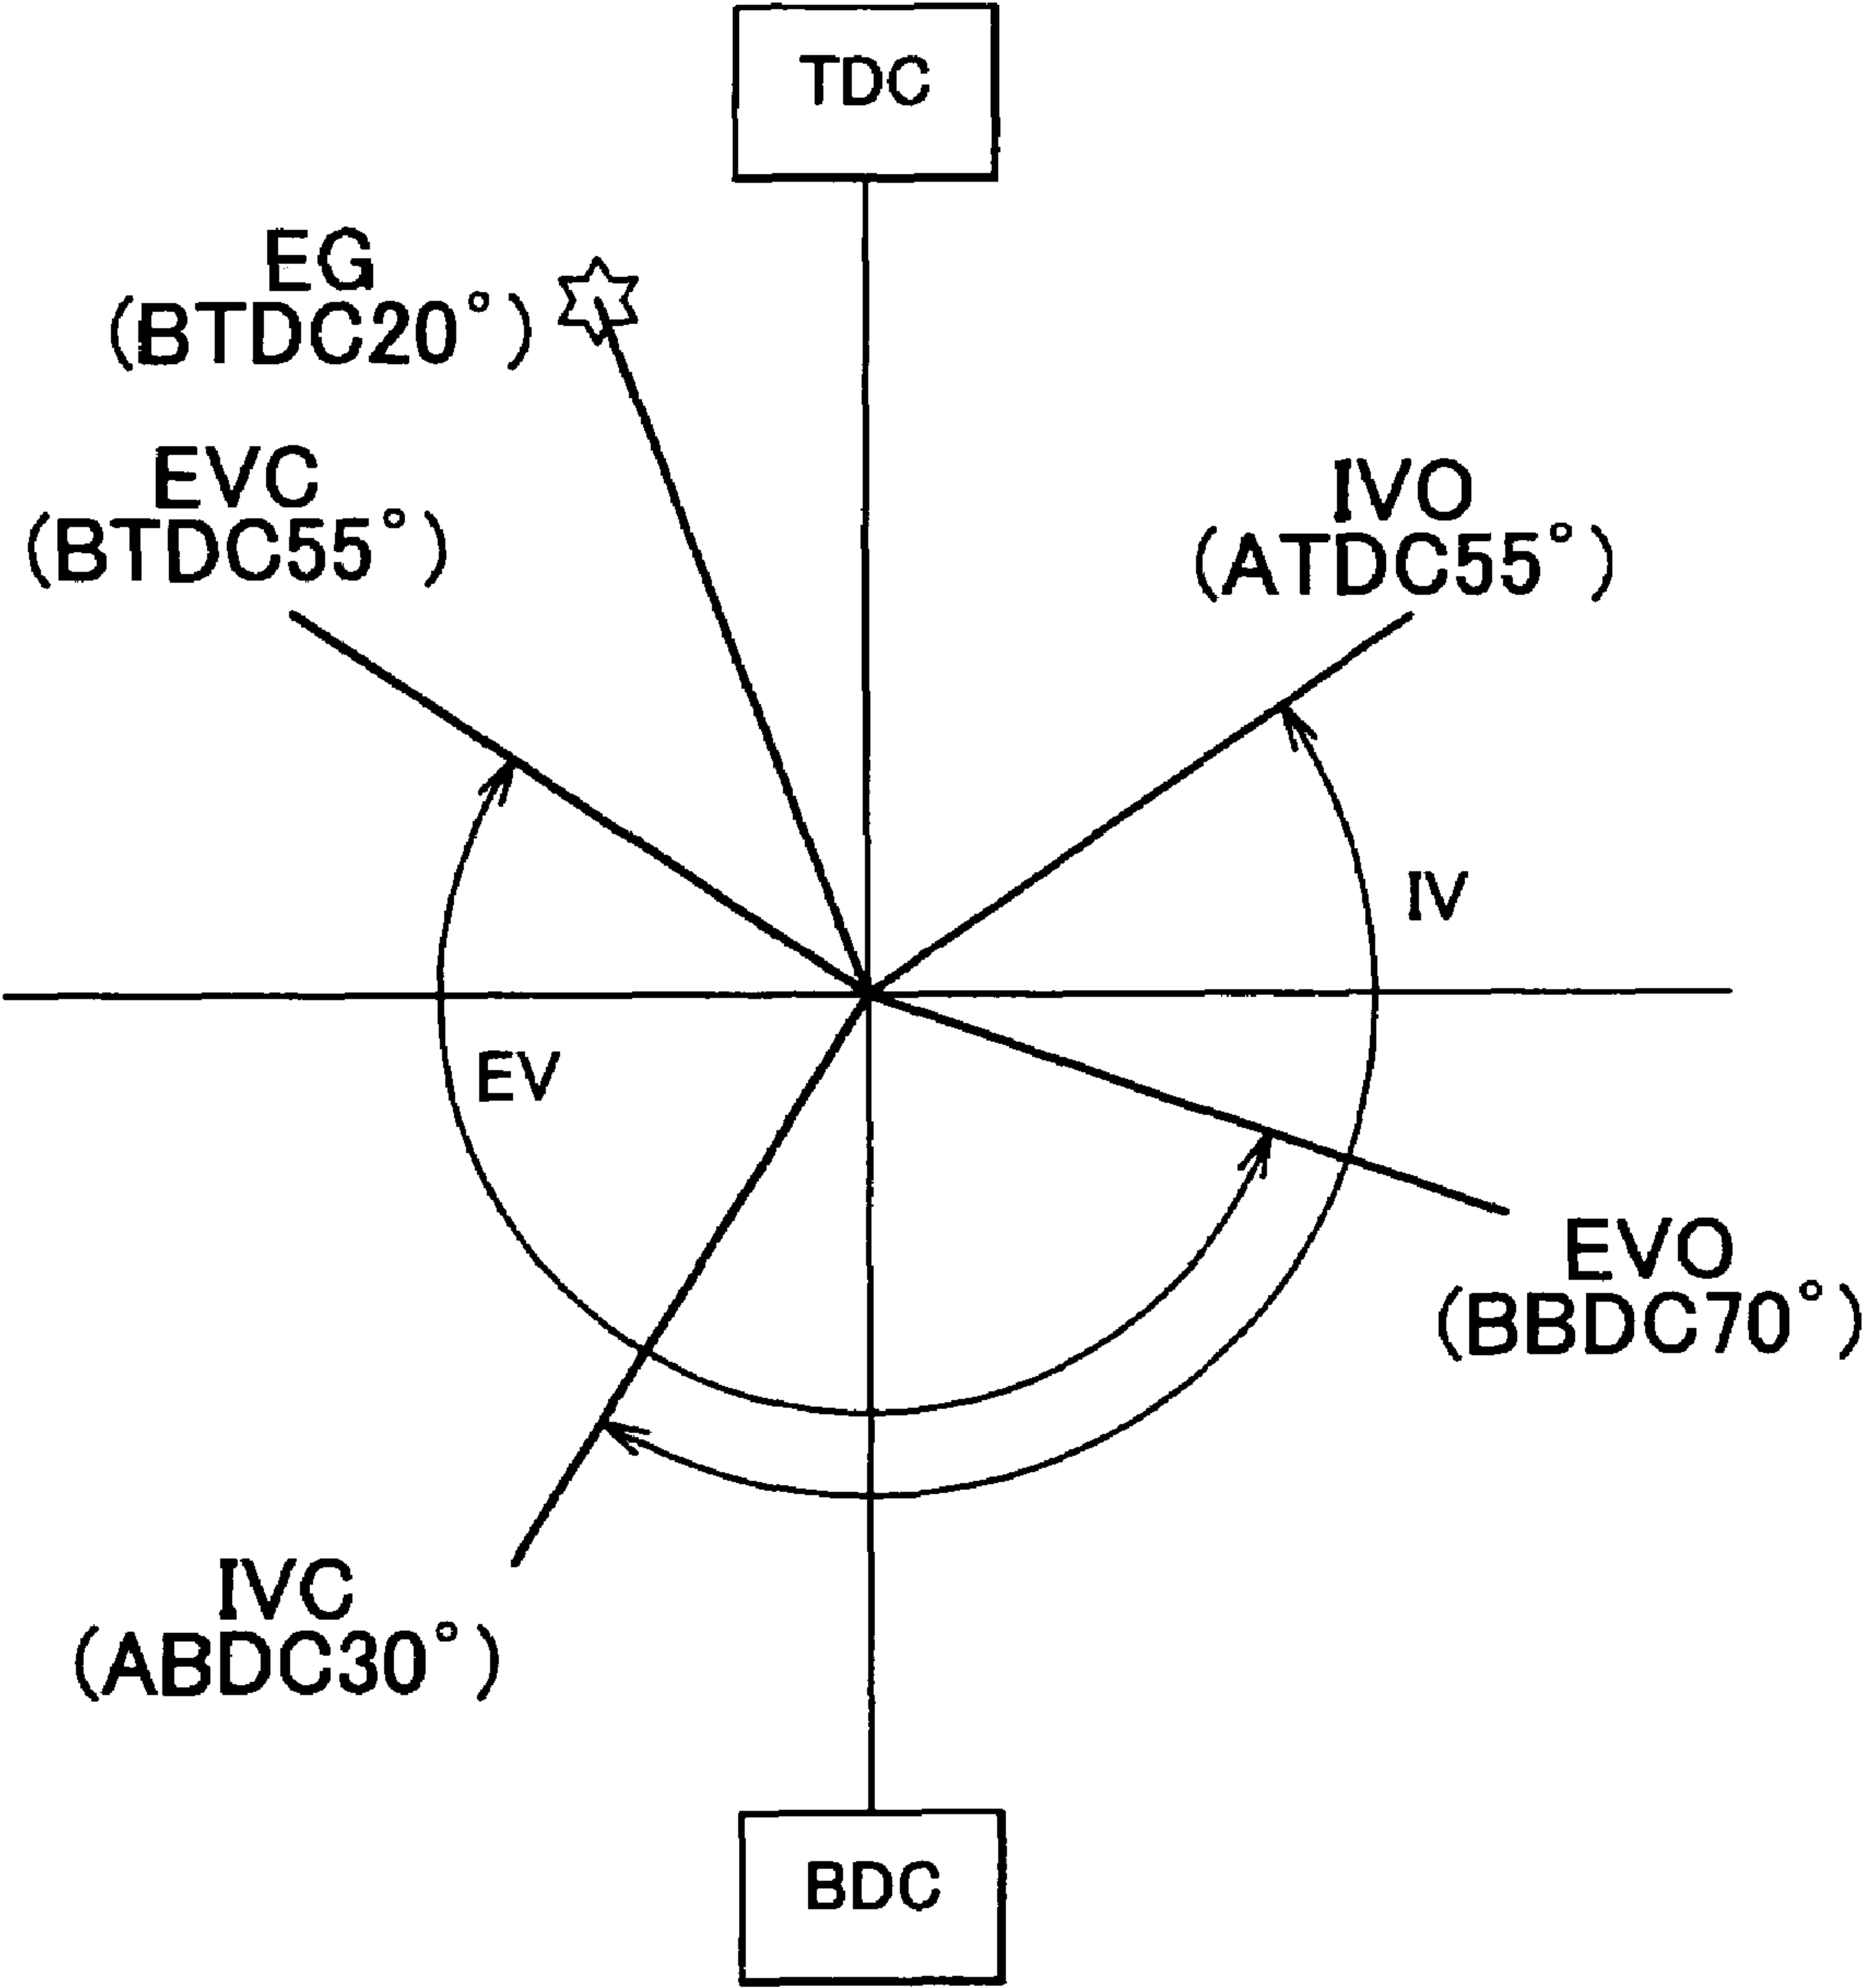 TDC
EG
(BTDC20°)
EVC
(BTDC55°)
IVO
(ATDC55°)
IV
EV
EVO
(BBDC70°)
IVC
(ABDC30°)
BDC